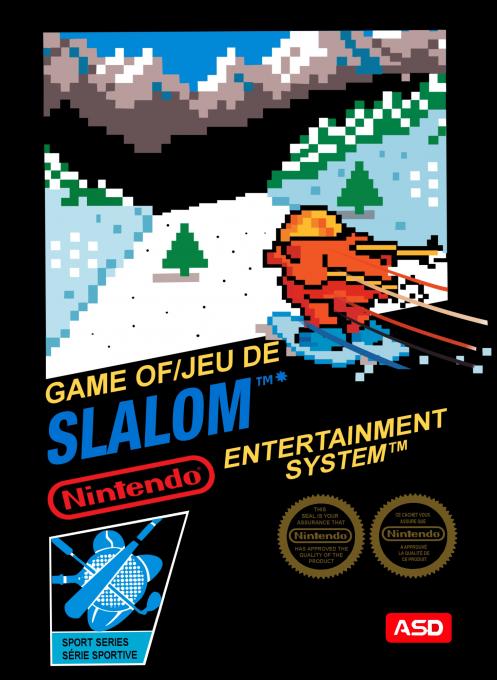 GAME OF/JEU DE
SLALOM™*
Nintendo®
ENTERTAINMENT
SYSTEM™
THIS
SEAL IS YOUR
ASSURANCE THAT
Nintendo
HAS APPROVED THE
QUALITY OF THE
PRODUCT
CE CACHET VOUS
ASSURE QUE
Nintendo
A APPROUVÉ
LA QUALITÉ DE
CE PRODUIT
SPORT SERIES
SÉRIE SPORTIVE
ASD